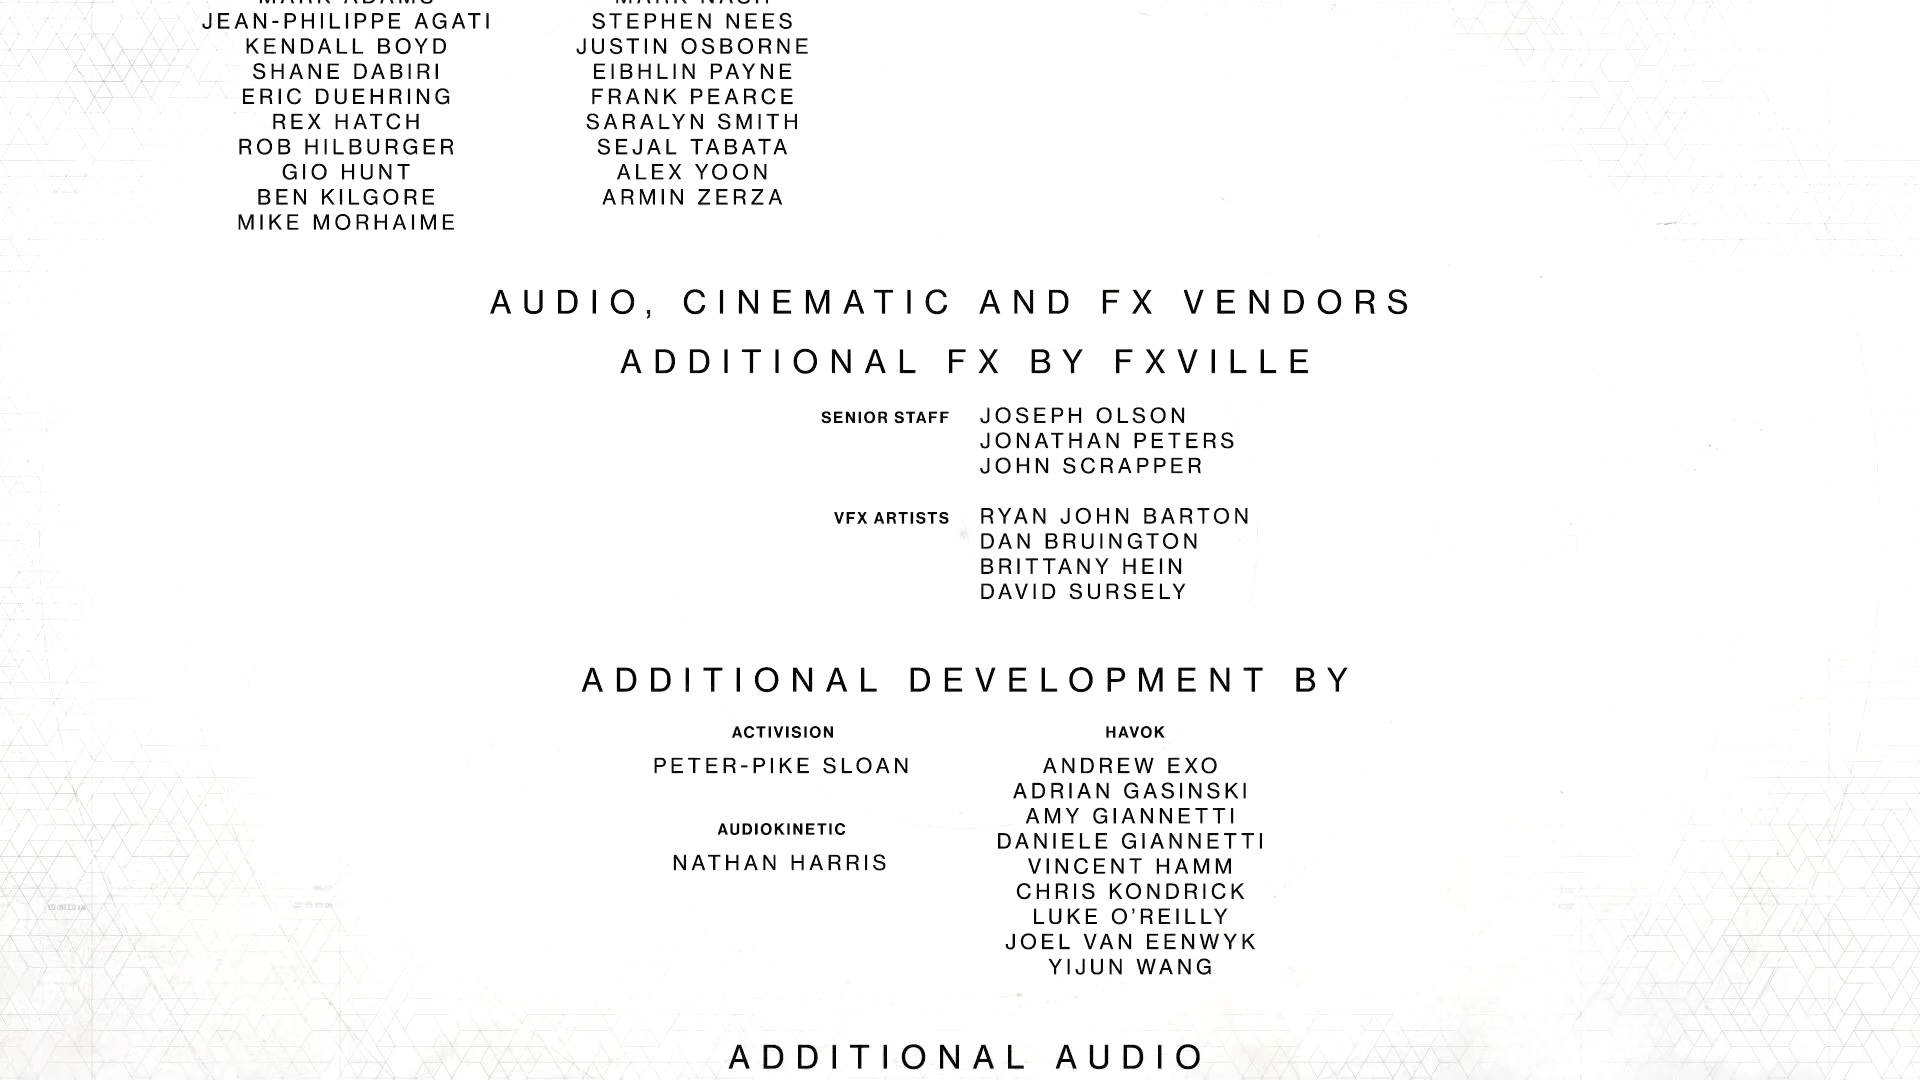 MARK ADAMS
JEAN-PHILIPPE AGATI
KENDALL BOYD
SHANE DABIRI
ERIC DUEHRING
REX HATCH
ROB HILBURGER
GIO HUNT
BEN KILGORE
MIKE MORHAIME
MARK NASH
STEPHEN NEES
JUSTIN OSBORNE
EIBHLIN PAYNE
FRANK PEARCE
SARALYN SMITH
SEJAL TABATA
ALEX YOON
ARMIN ZERZA
AUDIO, CINEMATIC AND FX VENDORS
ADDITIONAL FX BY FXVILLE
SENIOR STAFF JOSEPH OLSON
JONATHAN PETERS
JOHN SCRAPPER
VFX ARTISTS RYAN JOHN BARTON
DAN BRUINGTON
BRITTANY HEIN
DAVID SURSELY
ADDITIONAL DEVELOPMENT BY
ACTIVISION
PETER-PIKE SLOAN
AUDIOKINETIC
NATHAN HARRIS
HAVOK
ANDREW EXO
ADRIAN GASINSKI
AMY GIANNETTI
DANIELE GIANNETTI
VINCENT HAMM
CHRIS KONDRICK
LUKE O’REILLY
JOEL VAN EENWYK
YIJUN WANG
ADDITIONAL AUDIO